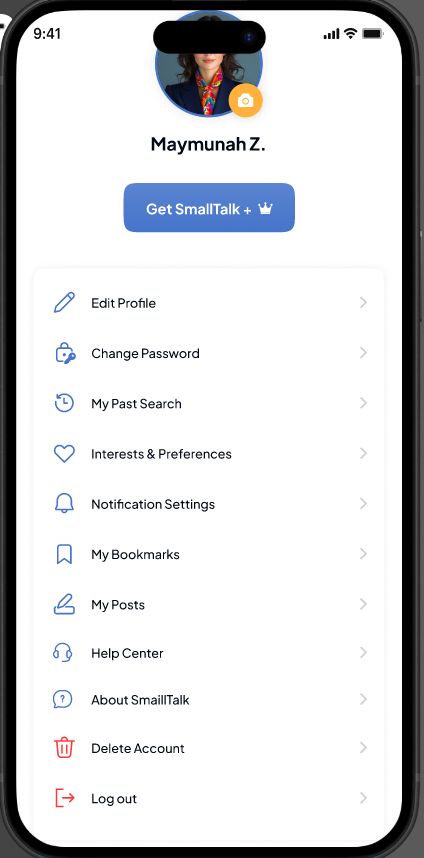 9:41
Maymunah Z.
Get SmallTalk +
Edit Profile
Change Password
My Past Search
Interests & Preferences
Notification Settings
My Bookmarks
My Posts
Help Center
About SmaillTalk
Delete Account
Log out